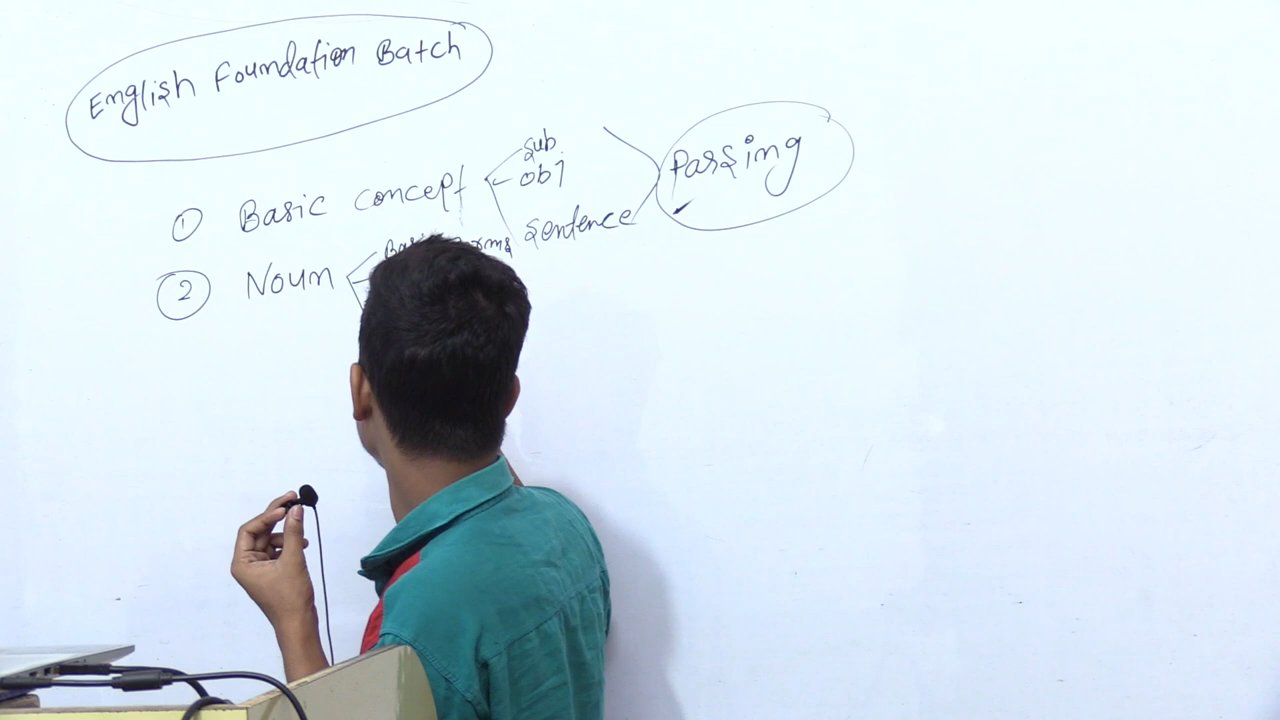 English Foundation Batch
① Basic concept
sub.
obj
sentence
Parsing
② Noun